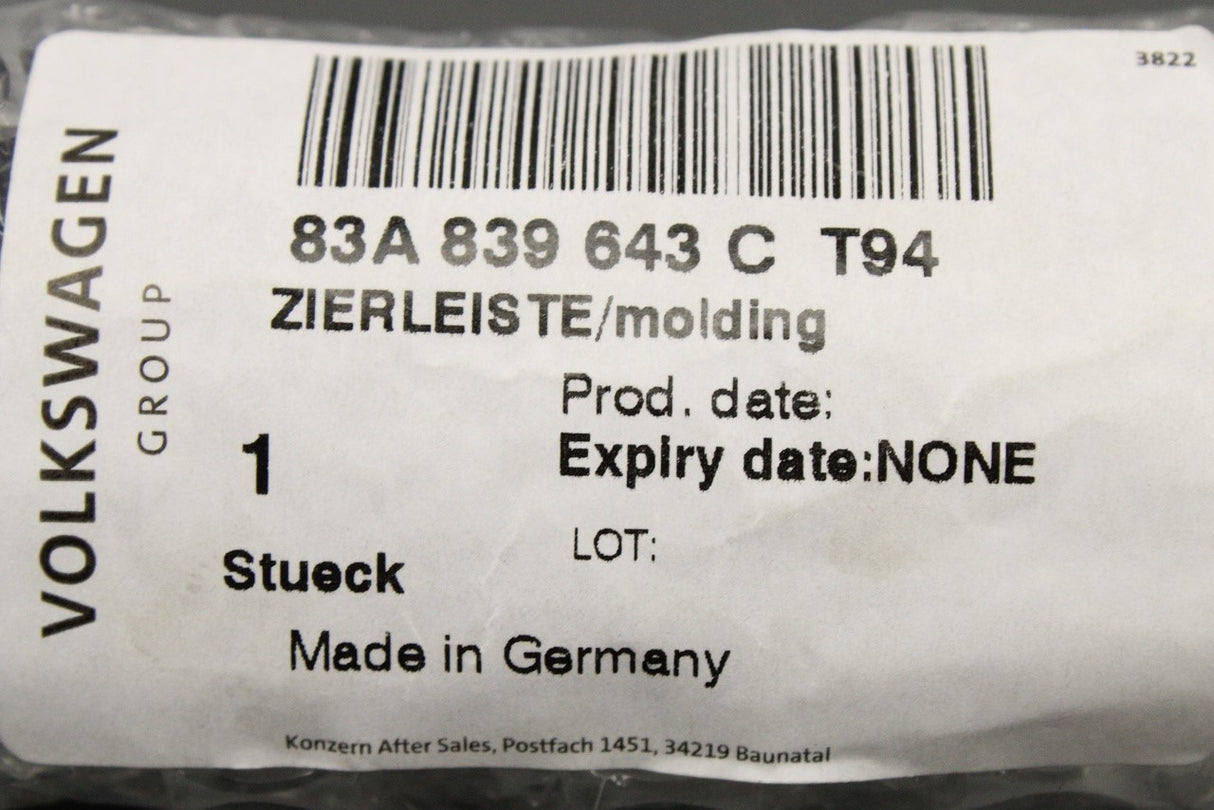 3822
VOLKSWAGEN
GROUP
83A 839 643 C T94
ZIERLEISTE/molding
Prod. date:
1
Expiry date:NONE
LOT:
Stueck
Made in Germany
Konzern After Sales, Postfach 1451, 34219 Baunatal